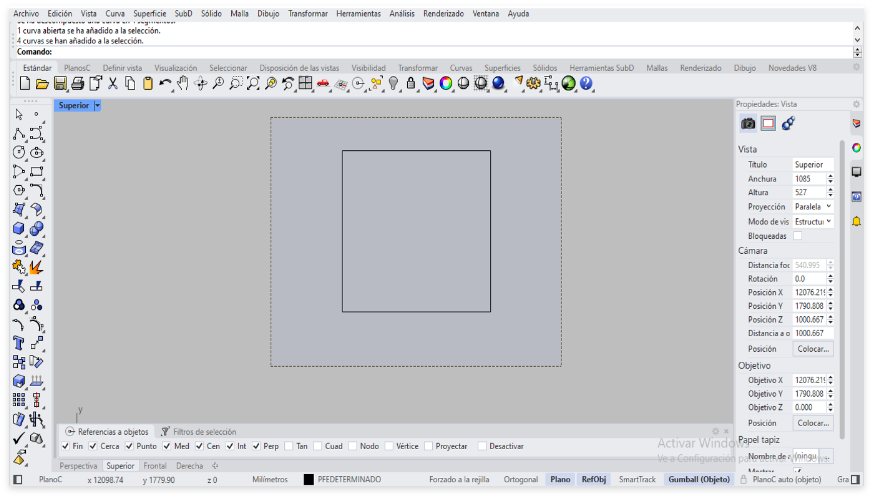 Archivo Edición Vista Curva Superficie SubD Sólido Malla Dibujo Transformar Herramientas Análisis Renderizado Ventana Ayuda
1 curva abierta se ha añadido a la selección.
4 curvas se han añadido a la selección.
Comando:
Estándar PlanosC Definir vista Visualización Seleccionar Disposición de las vistas Visibilidad Transformar Curvas Superficies Sólidos Herramientas SubD Mallas Renderizado Dibujo Novedades V8
Superior
Propiedades: Vista
Vista
Título Superior
Anchura 1085
Altura 527
Proyección Paralela
Modo de vis Estructu
Bloqueadas
Cámara
Distancia foc 540.995
Rotación 0.0
Posición X 12076.219
Posición Y 1790.808
Posición Z 1000.667
Distancia a o 1000.667
Posición Colocar...
Objetivo
Objetivo X 12076.219
Objetivo Y 1790.808
Objetivo Z 0.000
Posición Colocar...
Papel tapiz
Nombre de a (ningu ...
Mostrar
y
Referencias a objetos Filtros de selección
Fin Cerca Punto Med Cen Int Perp Tan Cuad Nodo Vértice Proyectar Desactivar
Activar Windows
Ve a Configuración para activar Windows.
Perspectiva Superior Frontal Derecha
PlanoC x 12098.74 y 1779.90 z 0 Milímetros PFEDETERMINADO Forzado a la rejilla Ortogonal Plano RefObj SmartTrack Gumball (Objeto) PlanoC auto (objeto) Gra